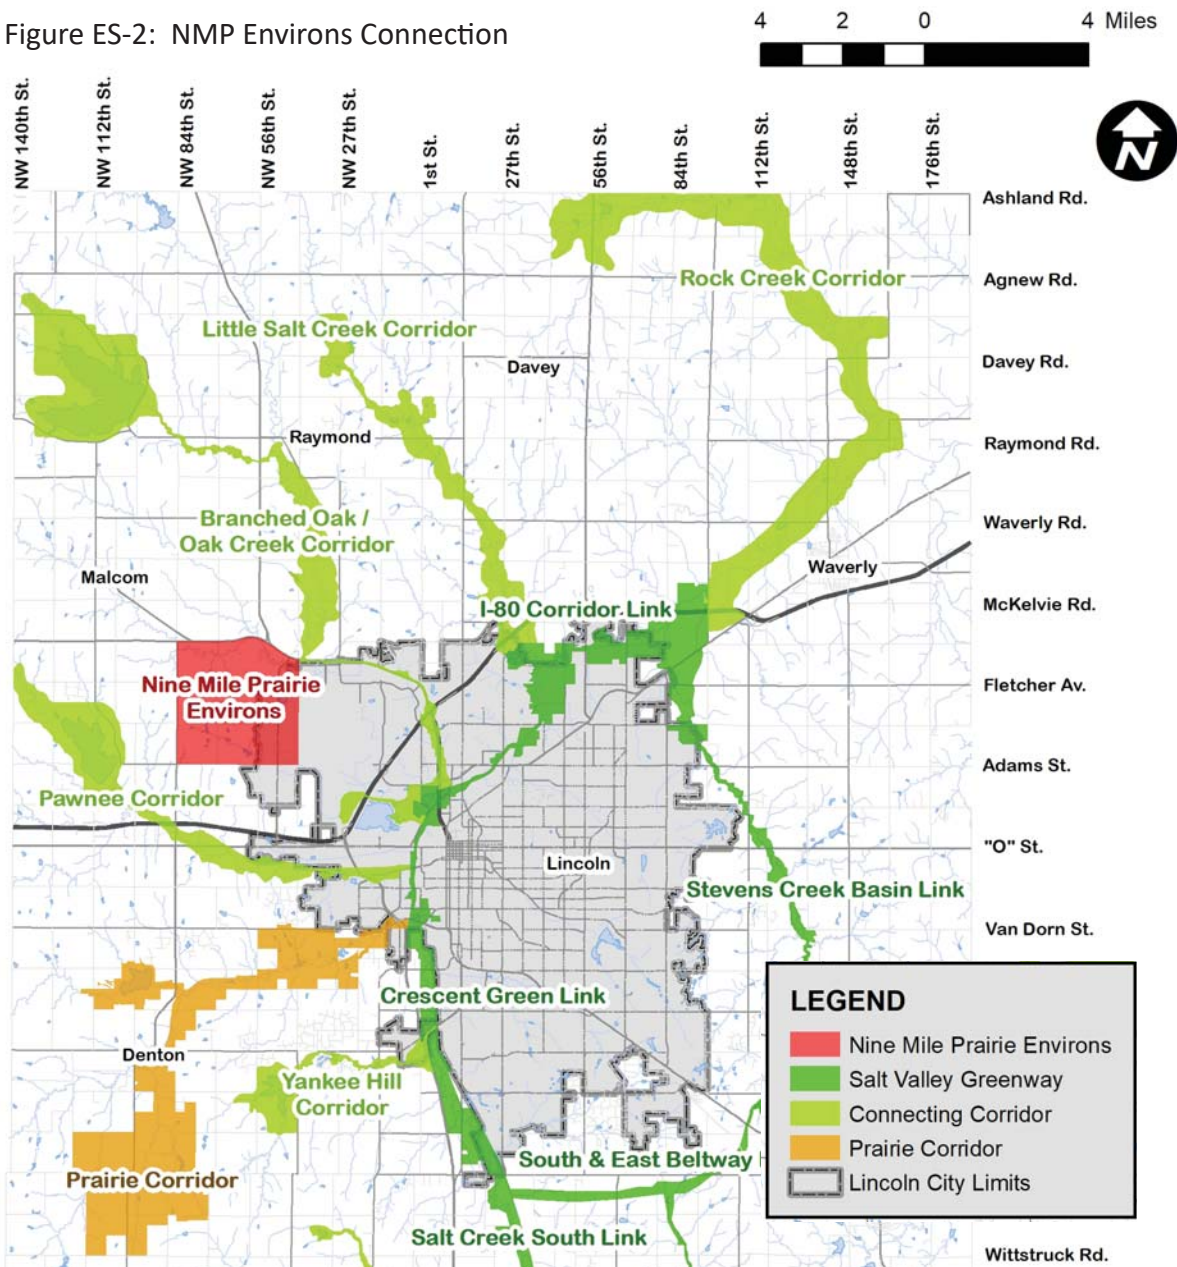 Figure ES-2: NMP Environs Connection
4 2 0 4 Miles
NW 140th St.
NW 112th St.
NW 84th St.
NW 56th St.
NW 27th St.
1st St.
27th St.
56th St.
84th St.
112th St.
148th St.
176th St.
N
Ashland Rd.
Agnew Rd.
Davey Rd.
Raymond Rd.
Waverly Rd.
McKelvie Rd.
Fletcher Av.
Adams St.
"O" St.
Van Dorn St.
Wittstruck Rd.
Rock Creek Corridor
Little Salt Creek Corridor
Davey
Raymond
Branched Oak /
Oak Creek Corridor
Malcom
Waverly
I-80 Corridor Link
Nine Mile Prairie
Environs
Pawnee Corridor
Lincoln
Stevens Creek Basin Link
Crescent Green Link
Denton
Yankee Hill
Corridor
Prairie Corridor
South & East Beltway
Salt Creek South Link
LEGEND
Nine Mile Prairie Environs
Salt Valley Greenway
Connecting Corridor
Prairie Corridor
Lincoln City Limits